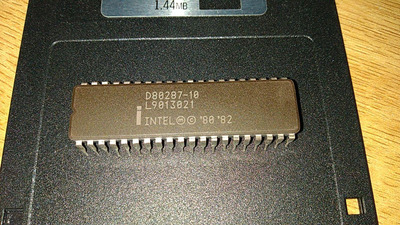 1.44MB
D80287-10
L9013021
i INTEL Ⓜ © '80 '82